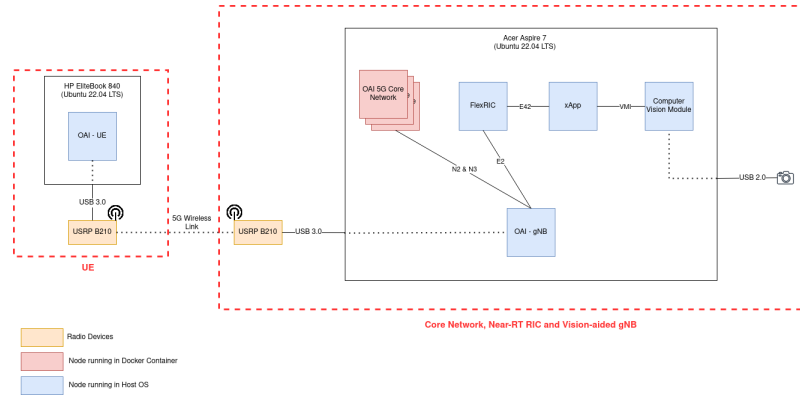 Acer Aspire 7
(Ubuntu 22.04 LTS)
HP EliteBook 840
(Ubuntu 22.04 LTS)
OAI - UE
OAI 5G Core
Network
FlexRIC
E42
xApp
VMI
Computer
Vision Module
N2 & N3
E2
USB 2.0
USB 3.0
USRP B210
5G Wireless
Link
USRP B210
USB 3.0
OAI - gNB
UE
Core Network, Near-RT RIC and Vision-aided gNB
Radio Devices
Node running in Docker Container
Node running in Host OS